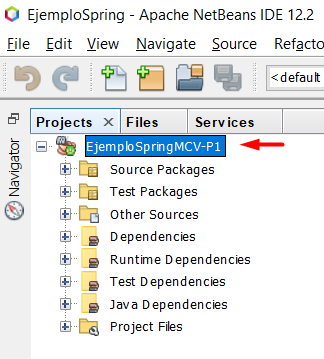 EjemploSpring - Apache NetBeans IDE 12.2
File Edit View Navigate Source Refacto
<default
Projects Files Services
Navigator
EjemploSpringMCV-P1
Source Packages
Test Packages
Other Sources
Dependencies
Runtime Dependencies
Test Dependencies
Java Dependencies
Project Files